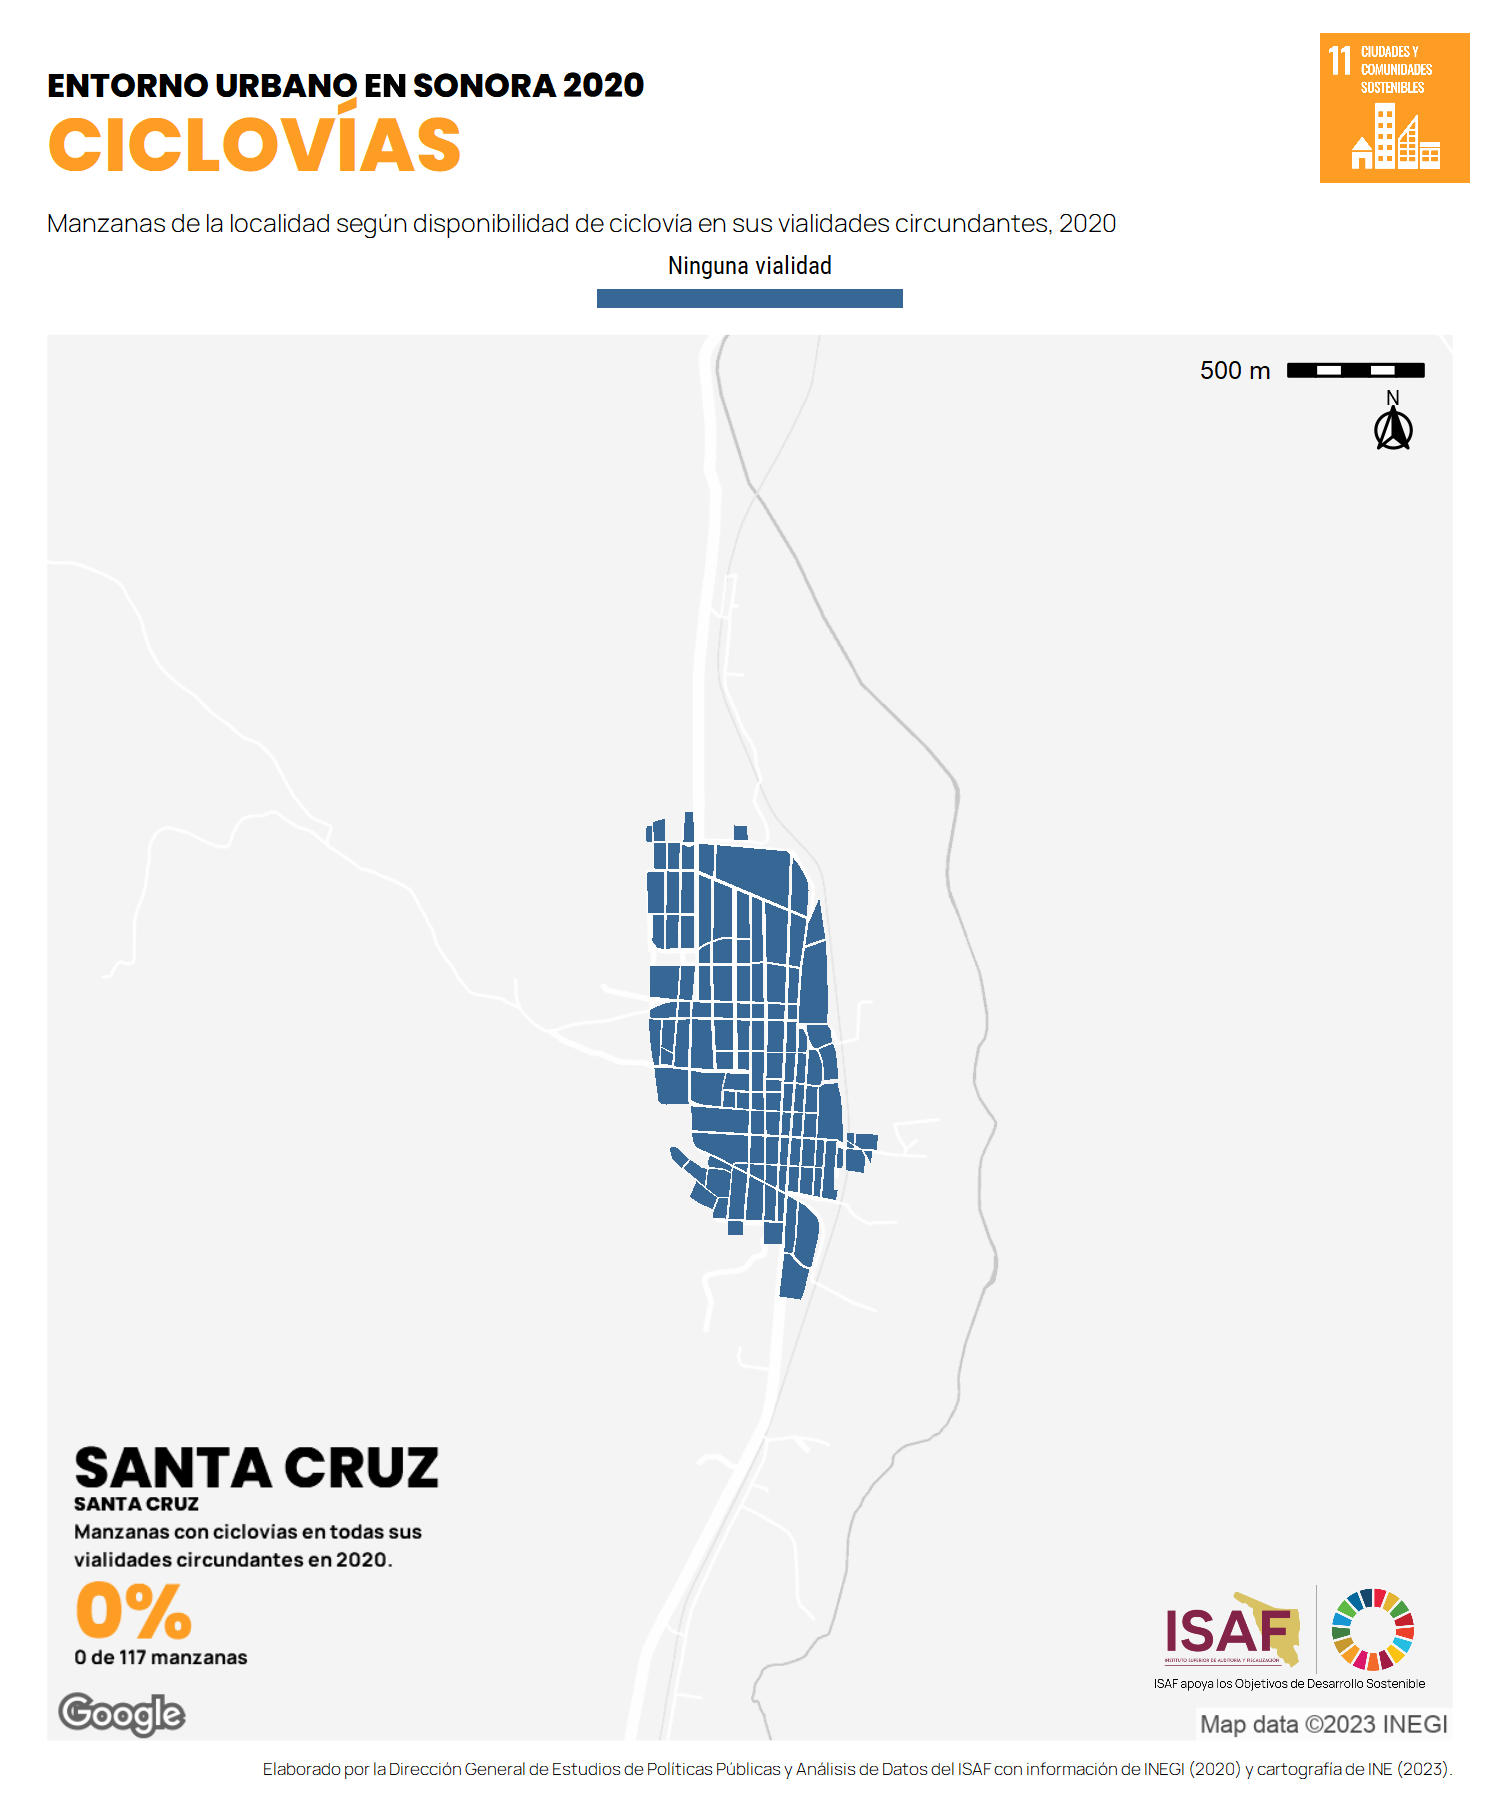 ENTORNO URBANO EN SONORA 2020
CICLOVÍAS
11 CIUDADES Y
COMUNIDADES
SOSTENIBLES
Manzanas de la localidad según disponibilidad de ciclovía en sus vialidades circundantes, 2020
Ninguna vialidad
500 m
N
SANTA CRUZ
SANTA CRUZ
Manzanas con ciclovias en todas sus
vialidades circundantes en 2020.
0%
0 de 117 manzanas
Google
ISAF
INSTITUTO SUPERIOR DE AUDITORÍA Y FISCALIZACIÓN
ISAF apoya los Objetivos de Desarrollo Sostenible
Map data ©2023 INEGI
Elaborado por la Dirección General de Estudios de Políticas Públicas y Análisis de Datos del ISAF con información de INEGI (2020) y cartografía de INE (2023).